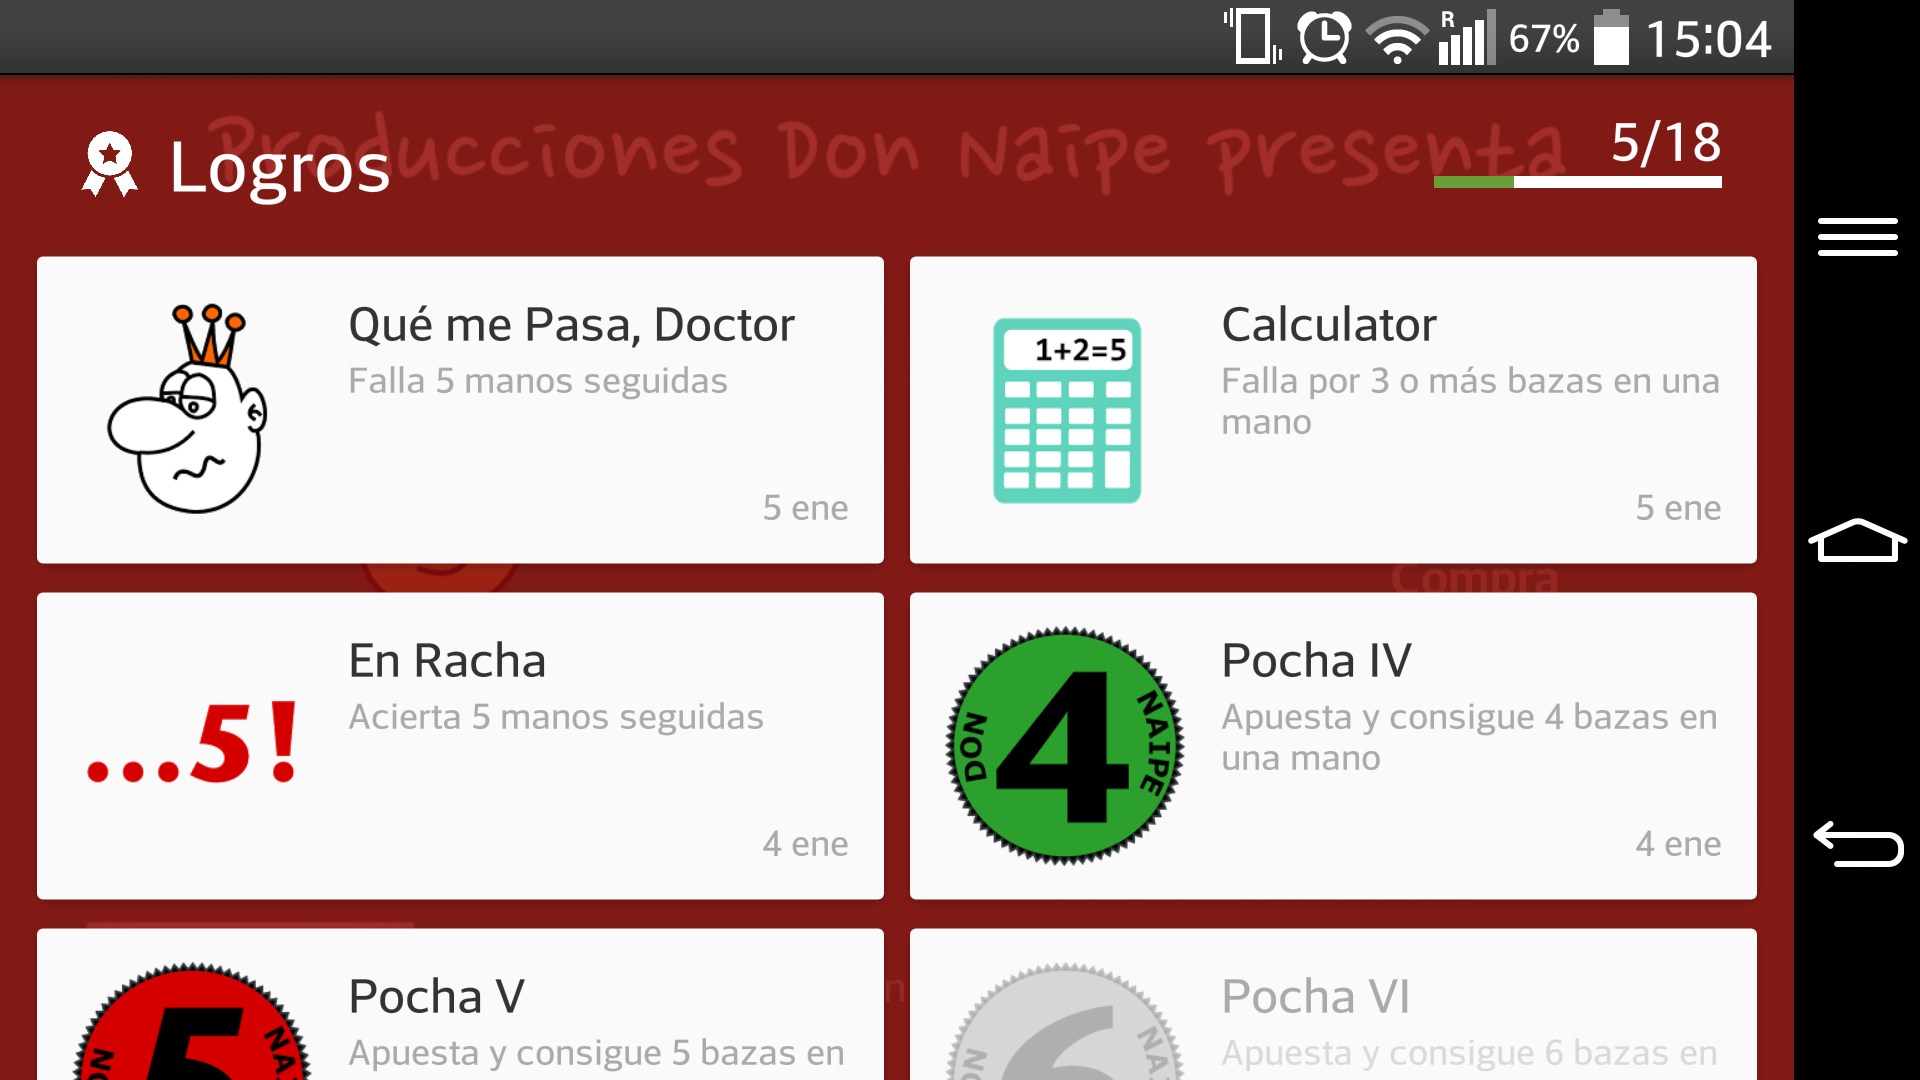 R 67% 15:04
Producciones Don Naipe presenta
Logros
5/18
Qué me Pasa, Doctor
Falla 5 manos seguidas
5 ene
1+2=5
Calculator
Falla por 3 o más bazas en una
mano
5 ene
Compra
...5!
En Racha
Acierta 5 manos seguidas
4 ene
DON 4 NAIPE
Pocha IV
Apuesta y consigue 4 bazas en
una mano
4 ene
5
Pocha V
Apuesta y consigue 5 bazas en
6
Pocha VI
Apuesta y consigue 6 bazas en